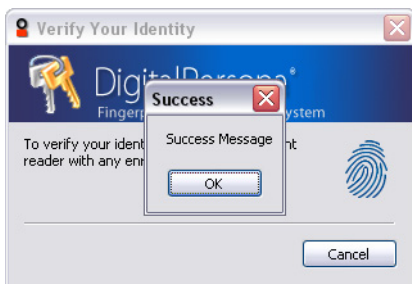 Verify Your Identity
Success
Success Message
OK
To verify your
reader with any
Cancel